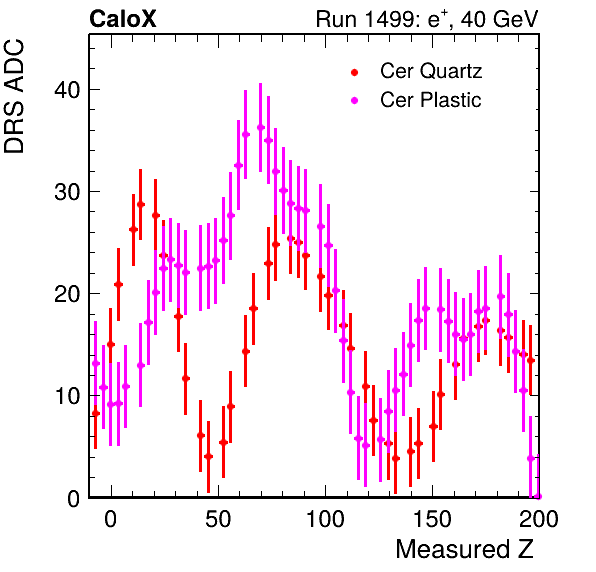 CaloX Run 1499: e+, 40 GeV
DRS ADC
Cer Quartz
Cer Plastic
40
30
20
10
0
0 50 100 150 200
Measured Z